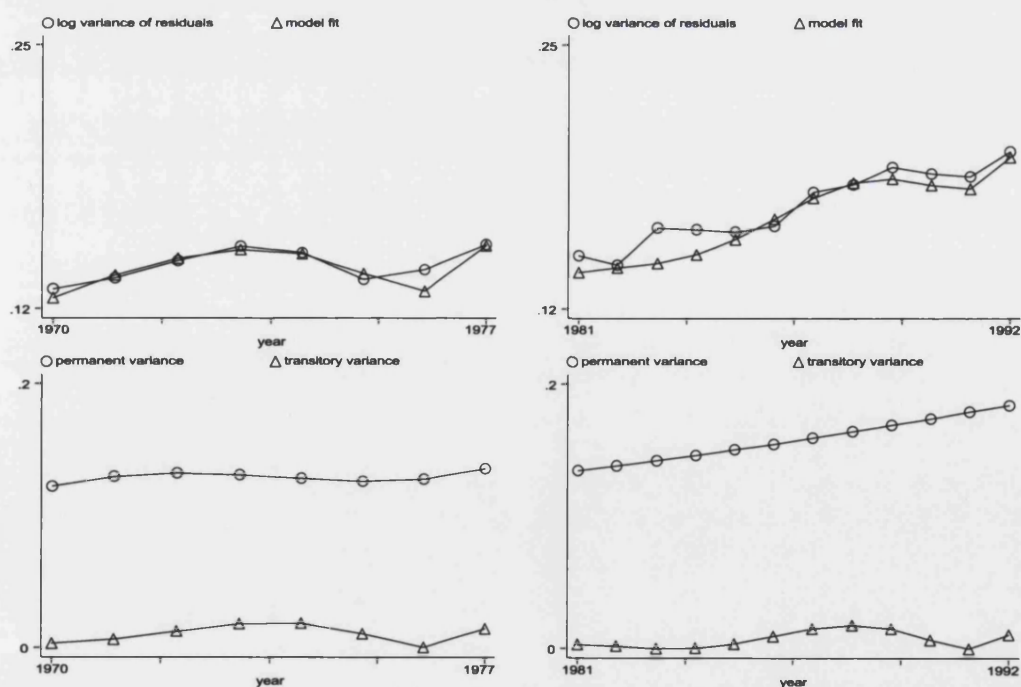 log variance of residuals model fit
.25
.12
1970 1977
year
log variance of residuals model fit
.25
.12
1981 1992
year
permanent variance transitory variance
.2
0
1970 1977
year
permanent variance transitory variance
.2
0
1981 1992
year